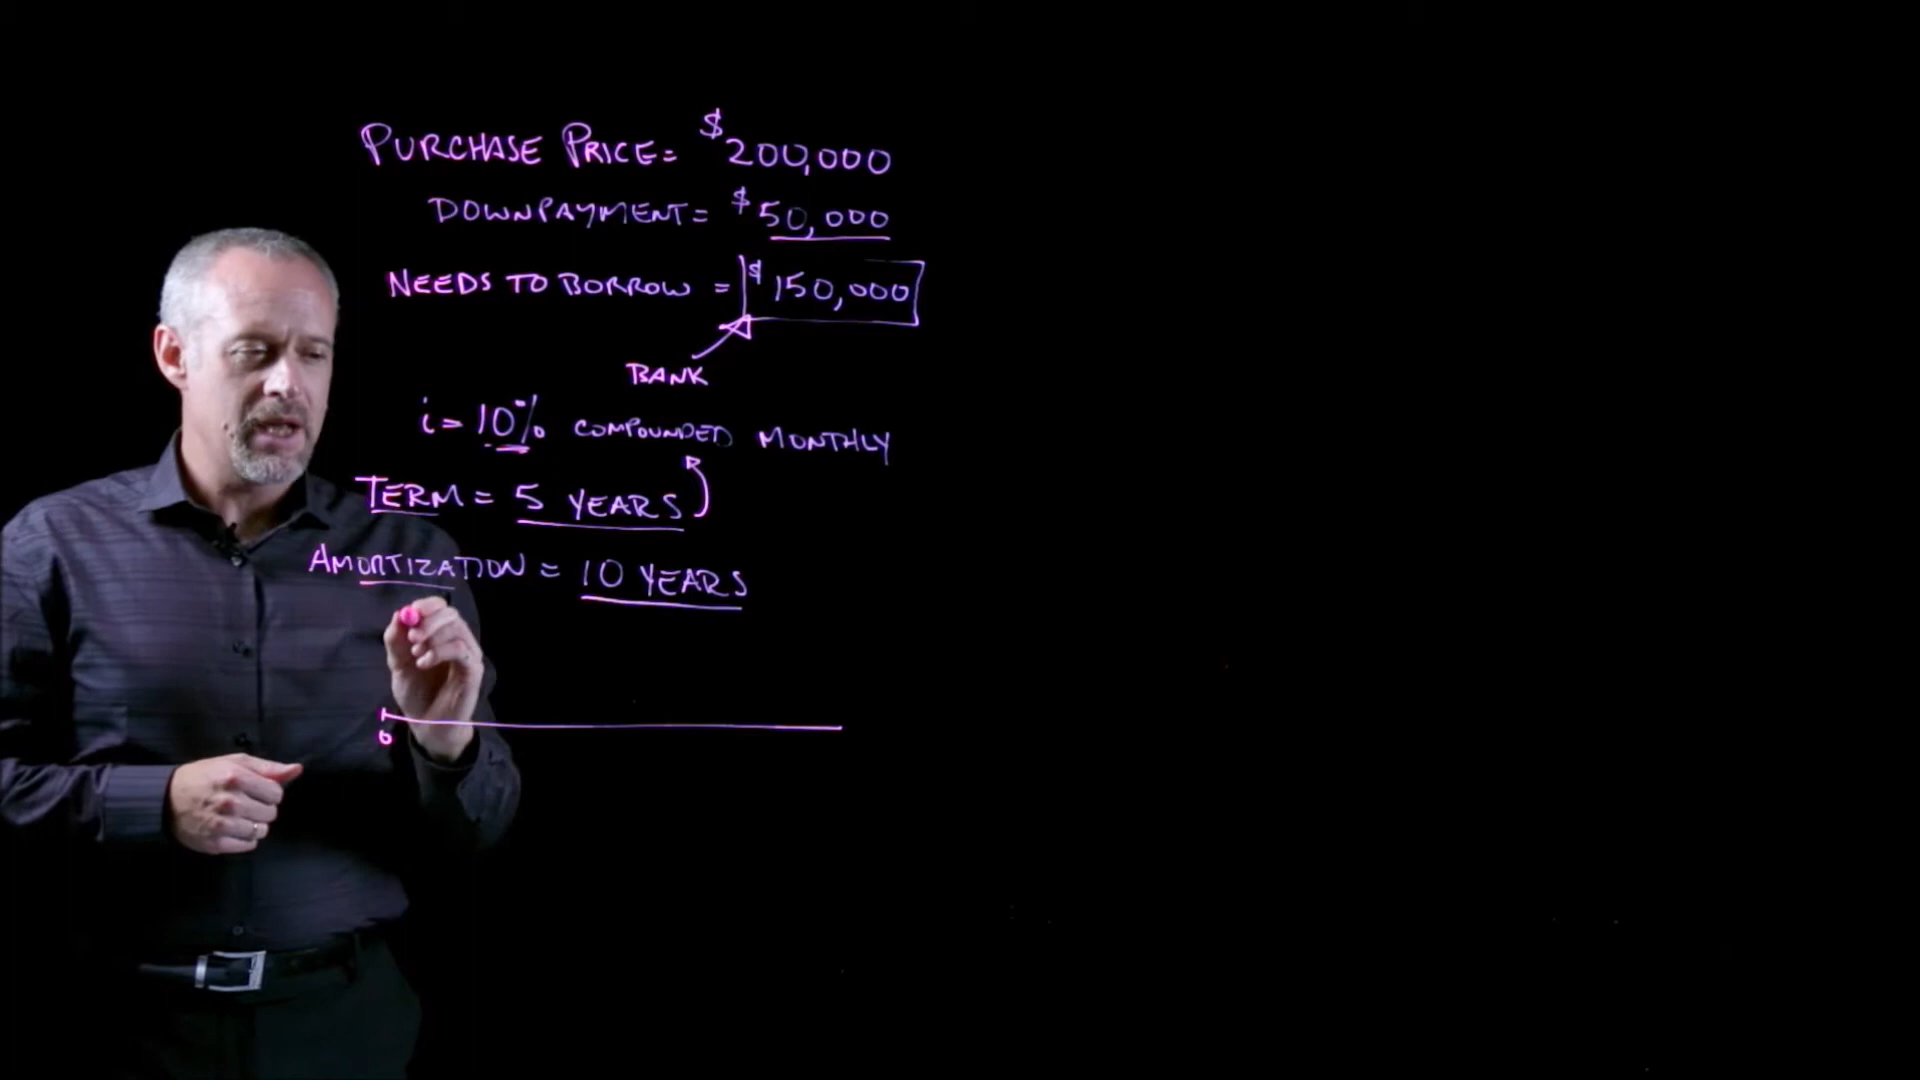 PURCHASE PRICE = $200,000
DOWNPAYMENT = $50,000
NEEDS TO BORROW = $150,000
BANK
i = 10% COMPOUNDED MONTHLY
TERM = 5 YEARS
AMORTIZATION = 10 YEARS
0